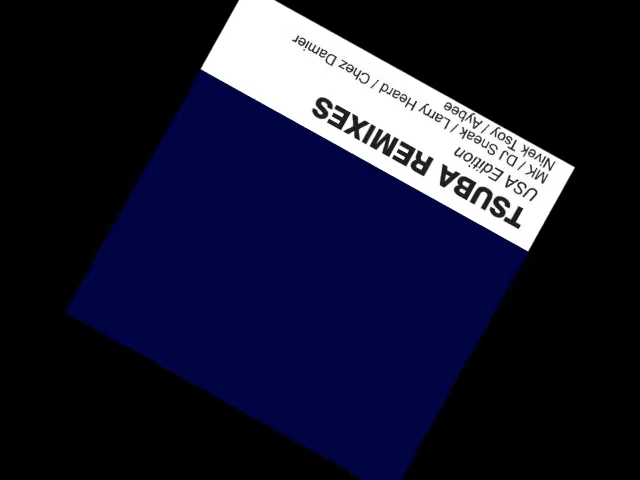 TSUBA REMIXES
USA Edition
MK / DJ Sneak / Larry Heard / Chez Damier
Nivek Tsoy / Aybee